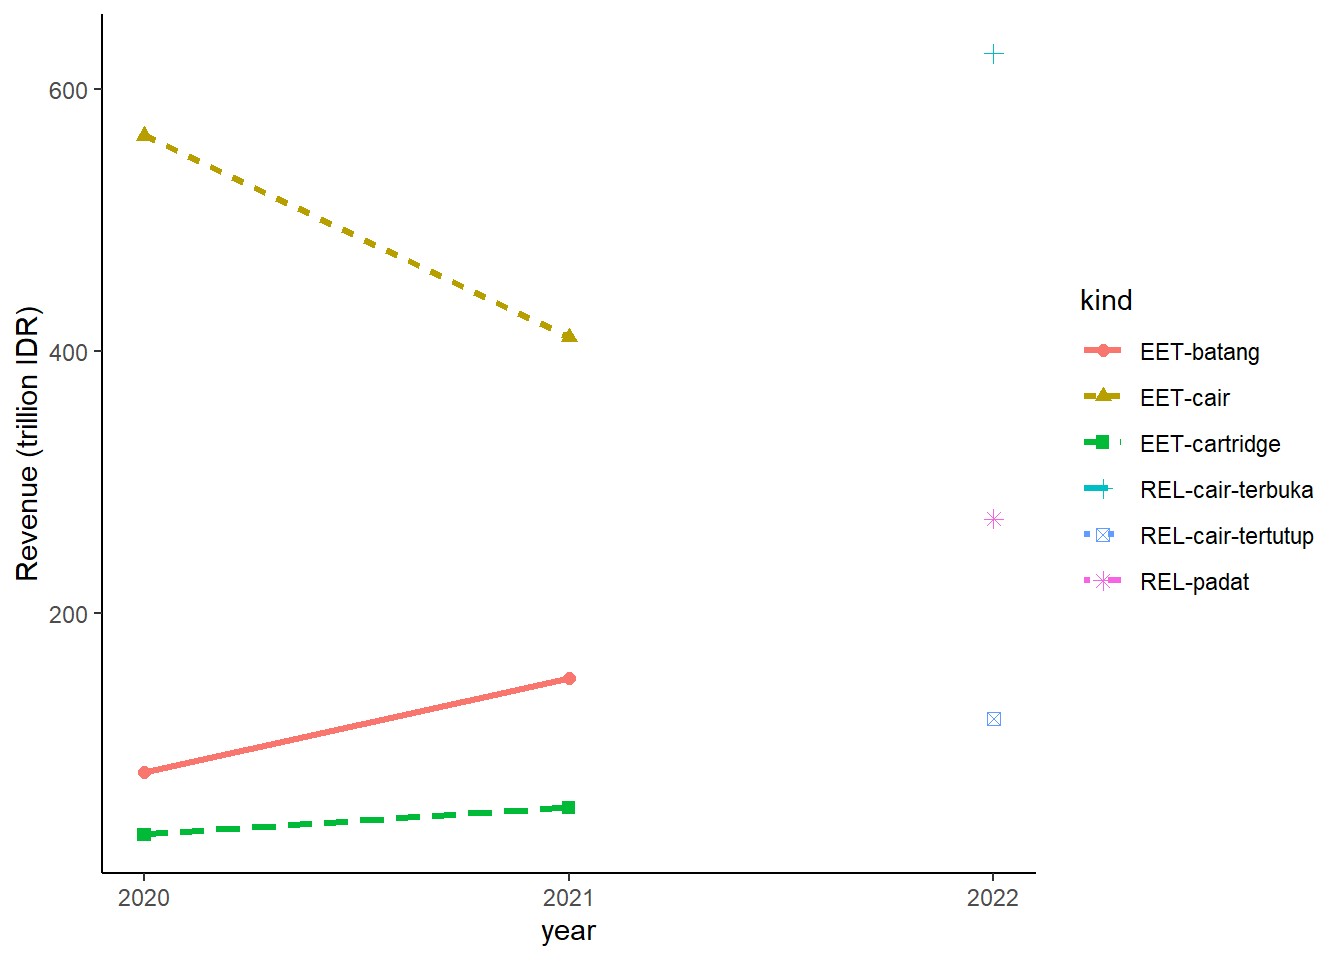 Revenue (trillion IDR)
600
400
200
2020
2021
2022
year
kind
EET-batang
EET-cair
EET-cartridge
REL-cair-terbuka
REL-cair-tertutup
REL-padat